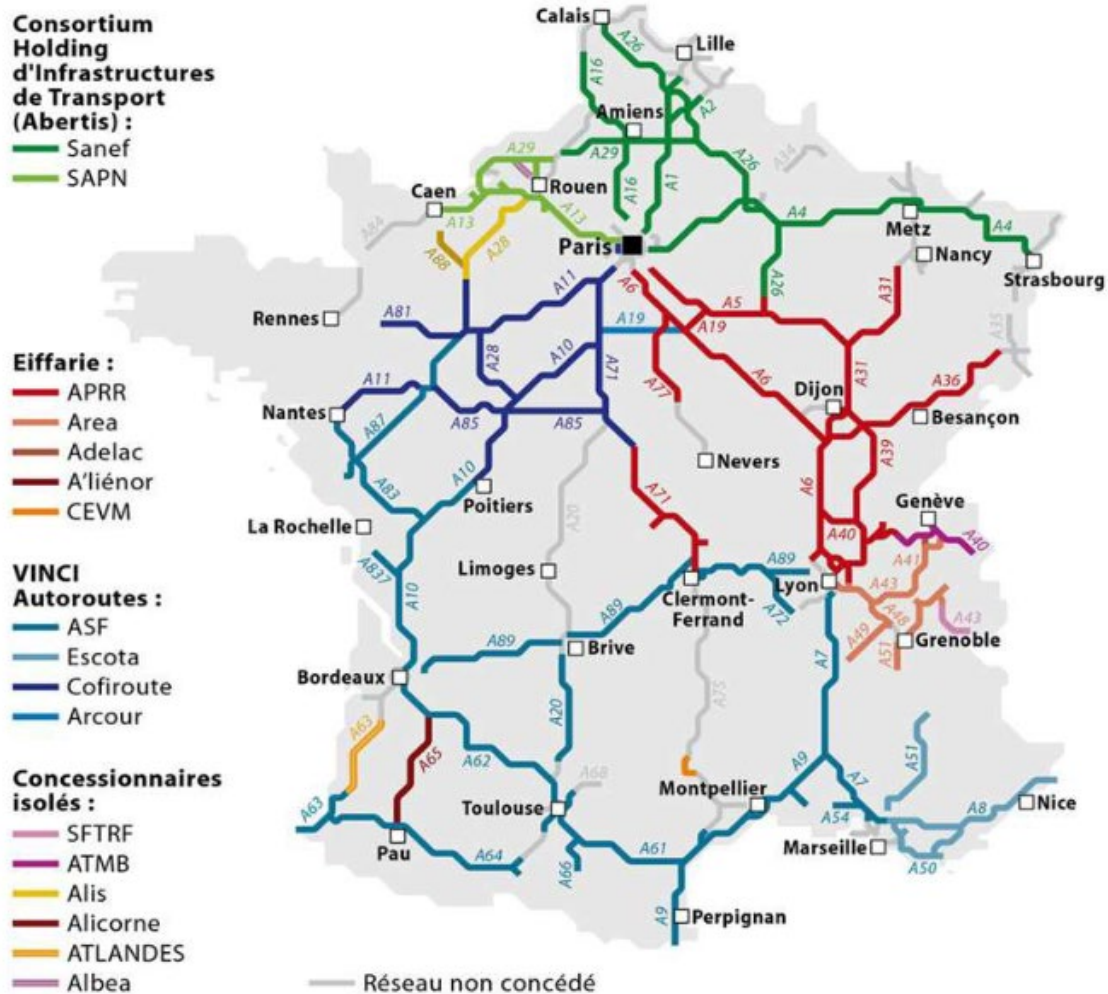 Consortium
Holding
d'Infrastructures
de Transport
(Abertis) :
Sanef
SAPN
Eiffarie :
APRR
Area
Adelac
A'liénor
CEVM
VINCI
Autoroutes :
ASF
Escota
Cofiroute
Arcour
Concessionnaires
isolés :
SFTRF
ATMB
Alis
Alicorne
ATLANDES
Albea
Réseau non concédé
Calais
A26
Lille
A16
A2
Amiens
A29
A29
A26
A34
A16
A1
Rouen
Caen
A13
A13
A84
A4
Metz
A4
Paris
Nancy
Strasbourg
A88
A28
A11
A6
A26
A31
A5
Rennes
A81
A19
A19
A35
A28
A10
A71
A77
A6
A31
A36
Dijon
Besançon
A11
Nantes
A87
A85
A85
A39
Nevers
A6
A83
A10
Poitiers
A71
Genève
La Rochelle
A20
A40
A40
A41
A837
A10
Limoges
A89
Lyon
A43
Clermont-
Ferrand
A72
A89
A48
A43
A49
Grenoble
A51
A89
Brive
A7
Bordeaux
A20
A75
A63
A65
A62
A68
A9
A7
A51
Montpellier
Toulouse
A54
A8
Nice
A63
Pau
A64
A66
A61
Marseille
A50
A9
Perpignan